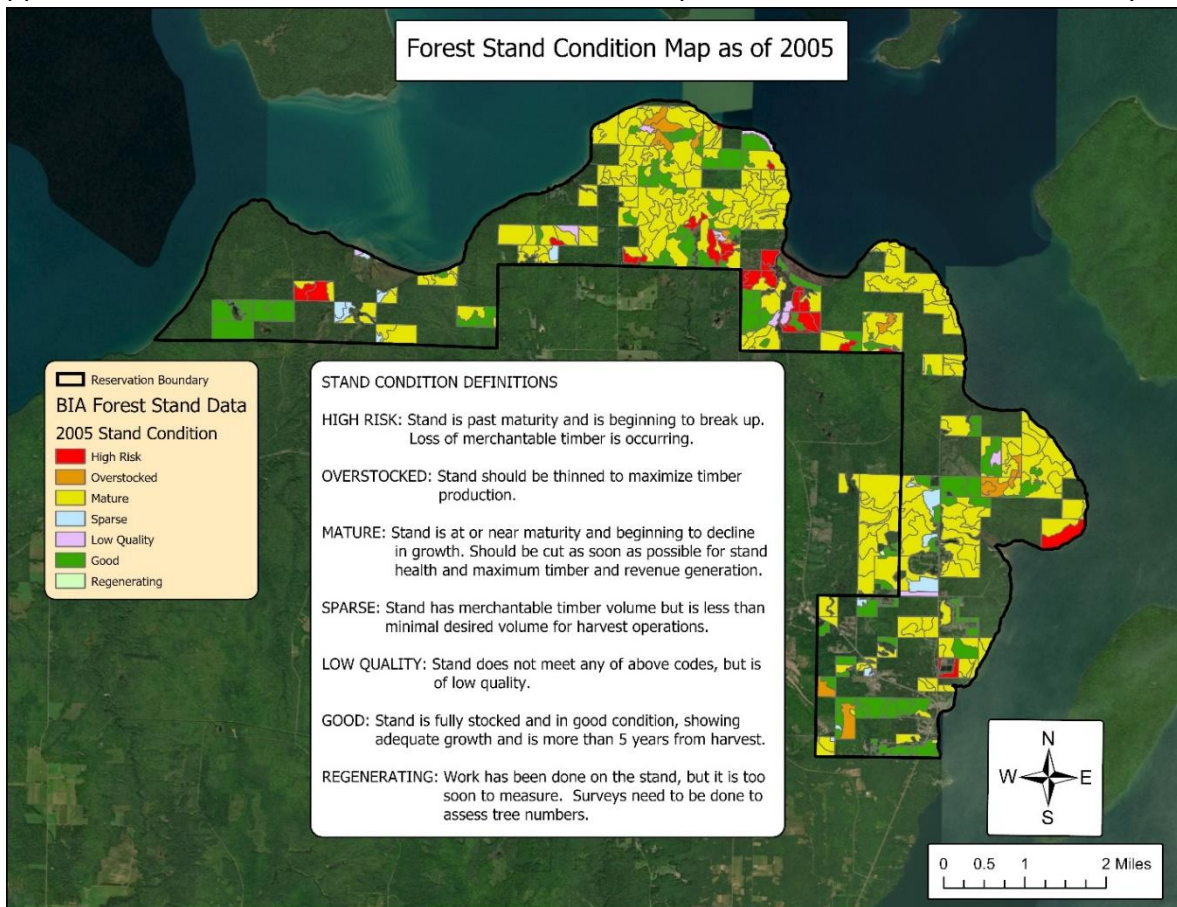 Forest Stand Condition Map as of 2005
Reservation Boundary
BIA Forest Stand Data
2005 Stand Condition
High Risk
Overstocked
Mature
Sparse
Low Quality
Good
Regenerating
STAND CONDITION DEFINITIONS
HIGH RISK: Stand is past maturity and is beginning to break up.
Loss of merchantable timber is occurring.
OVERSTOCKED: Stand should be thinned to maximize timber
production.
MATURE: Stand is at or near maturity and beginning to decline
in growth. Should be cut as soon as possible for stand
health and maximum timber and revenue generation.
SPARSE: Stand has merchantable timber volume but is less than
minimal desired volume for harvest operations.
LOW QUALITY: Stand does not meet any of above codes, but is
of low quality.
GOOD: Stand is fully stocked and in good condition, showing
adequate growth and is more than 5 years from harvest.
REGENERATING: Work has been done on the stand, but it is too
soon to measure. Surveys need to be done to
assess tree numbers.
N
W E
S
0 0.5 1 2 Miles